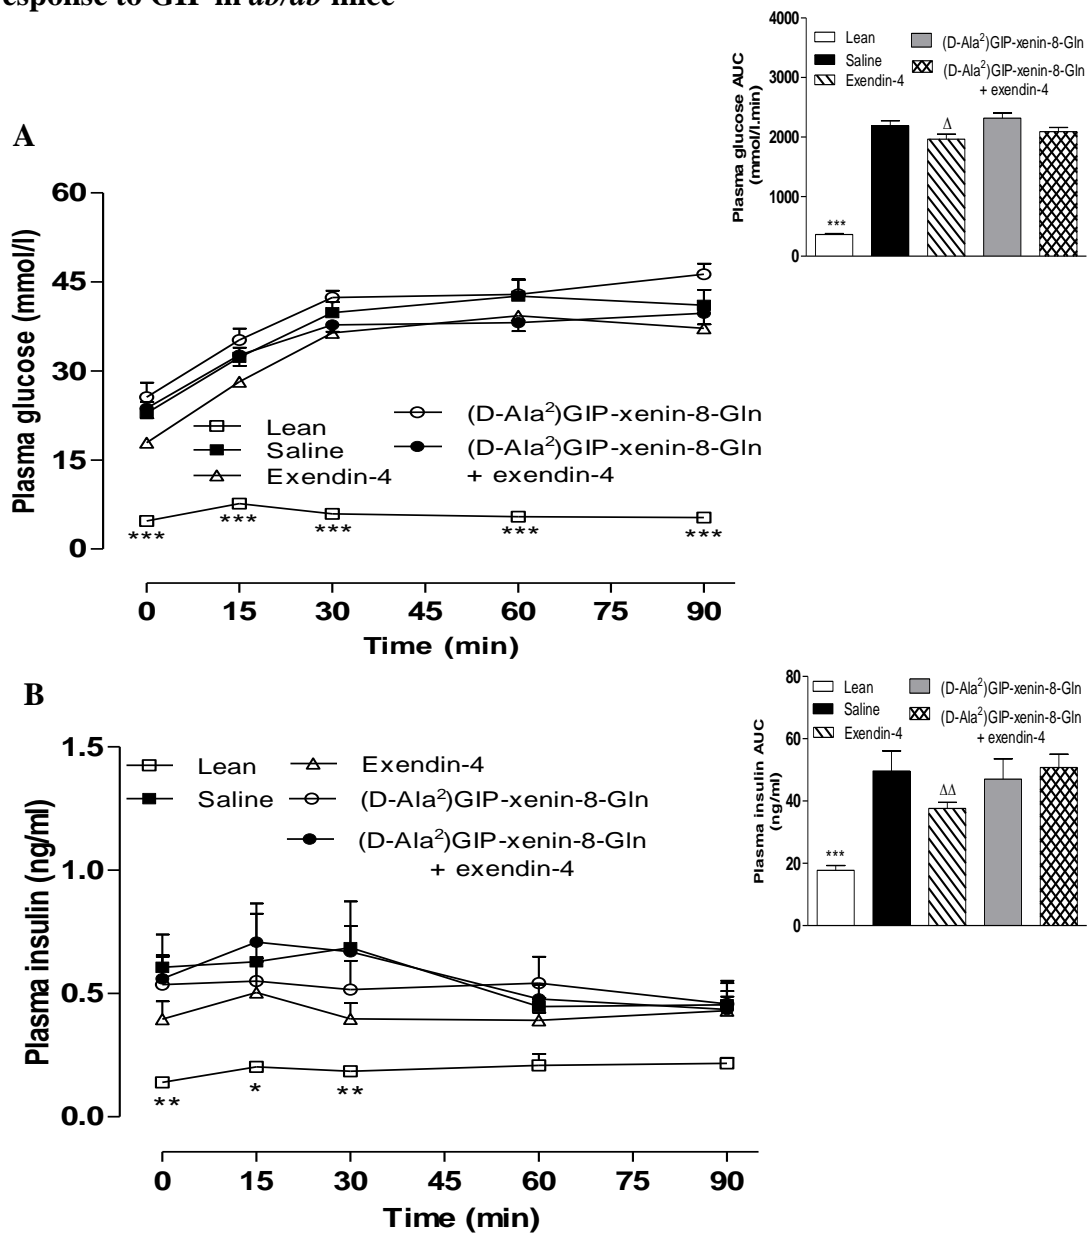 esponse to GIP in db/db mice
4000
3000
2000
1000
0
Plasma glucose AUC
(mmol/l.min)
Lean
Saline
Exendin-4
(D-Ala²)GIP-xenin-8-Gln
(D-Ala²)GIP-xenin-8-Gln
+ exendin-4
***
Δ
A
60
45
30
15
0
Plasma glucose (mmol/l)
Lean
Saline
Exendin-4
(D-Ala²)GIP-xenin-8-Gln
(D-Ala²)GIP-xenin-8-Gln
+ exendin-4
*** *** *** *** ***
0 15 30 45 60 75 90
Time (min)
80
60
40
20
0
Plasma insulin AUC
(ng/ml)
Lean
Saline
Exendin-4
(D-Ala²)GIP-xenin-8-Gln
(D-Ala²)GIP-xenin-8-Gln
+ exendin-4
***
ΔΔ
B
1.5
1.0
0.5
0.0
Plasma insulin (ng/ml)
Lean
Saline
Exendin-4
(D-Ala²)GIP-xenin-8-Gln
(D-Ala²)GIP-xenin-8-Gln
+ exendin-4
** * **
0 15 30 45 60 75 90
Time (min)